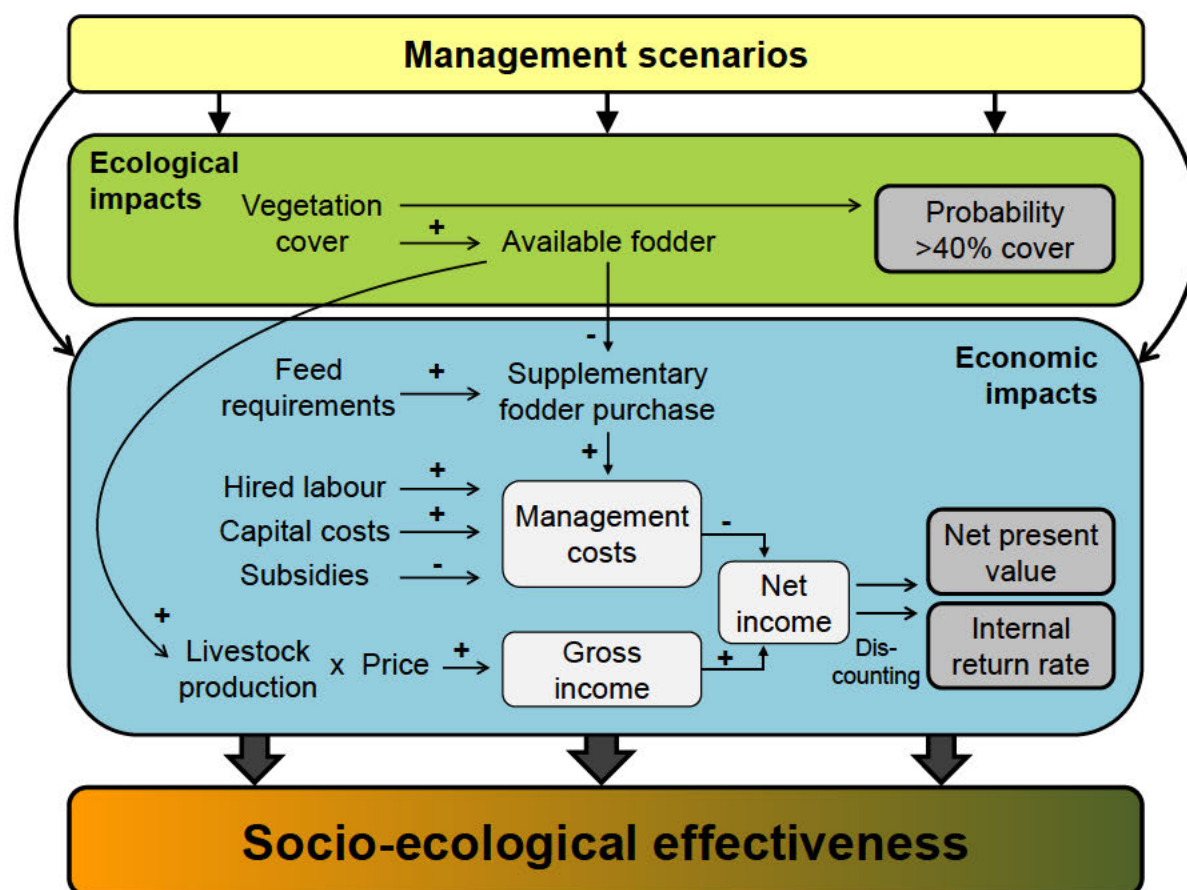 Management scenarios
Ecological
impacts
Vegetation
cover
+
Available fodder
Probability
>40% cover
-
Economic
impacts
Feed
requirements
+
Supplementary
fodder purchase
+
Hired labour
+
Capital costs
+
Subsidies
-
Management
costs
-
Net
income
Net present
value
Internal
return rate
Dis-
counting
+
Livestock
production
x
Price
+
Gross
income
+
Socio-ecological effectiveness